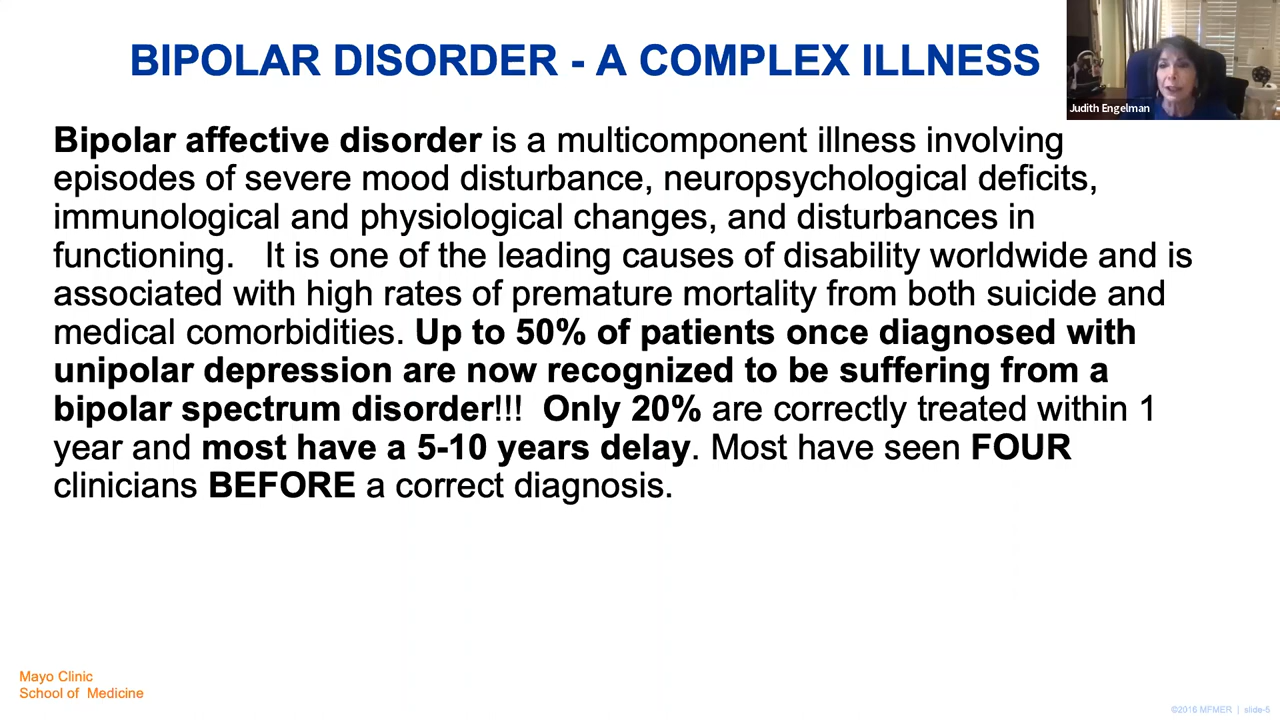 BIPOLAR DISORDER - A COMPLEX ILLNESS
Judith Engelman
Bipolar affective disorder is a multicomponent illness involving
episodes of severe mood disturbance, neuropsychological deficits,
immunological and physiological changes, and disturbances in
functioning.   It is one of the leading causes of disability worldwide and is
associated with high rates of premature mortality from both suicide and
medical comorbidities. Up to 50% of patients once diagnosed with
unipolar depression are now recognized to be suffering from a
bipolar spectrum disorder!!!  Only 20% are correctly treated within 1
year and most have a 5-10 years delay. Most have seen FOUR
clinicians BEFORE a correct diagnosis.
Mayo Clinic
School of  Medicine
©2016 MFMER  |  slide-5